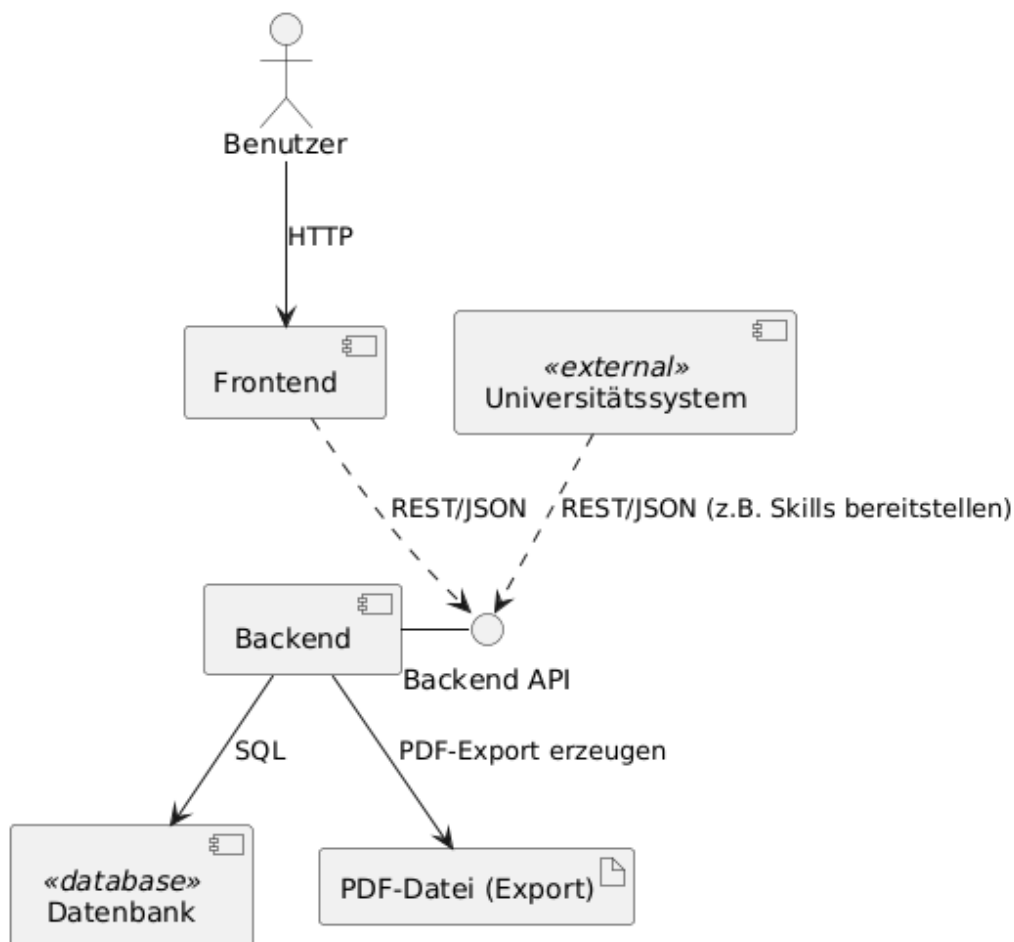 Benutzer
HTTP
Frontend
«external»
Universitätssystem
REST/JSON
REST/JSON (z.B. Skills bereitstellen)
Backend
Backend API
SQL
PDF-Export erzeugen
«database»
Datenbank
PDF-Datei (Export)